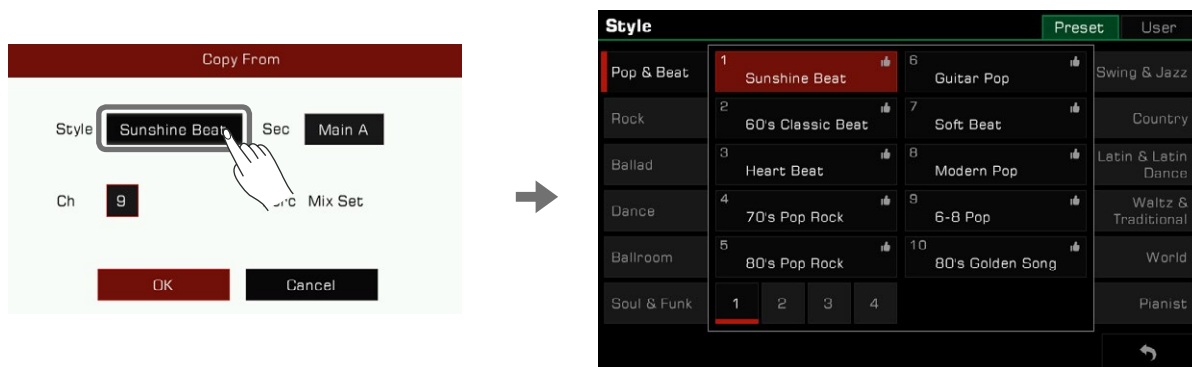 Copy From
Style Sunshine Beat Sec Main A
Ch 9 Mix Set
OK Cancel
Style Preset User
Pop & Beat
Rock
Ballad
Dance
Ballroom
Soul & Funk
1 Sunshine Beat
2 60's Classic Beat
3 Heart Beat
4 70's Pop Rock
5 80's Pop Rock
6 Guitar Pop
7 Soft Beat
8 Modern Pop
9 6-8 Pop
10 80's Golden Song
1 2 3 4
Swing & Jazz
Country
Latin & Latin
Dance
Waltz &
Traditional
World
Pianist